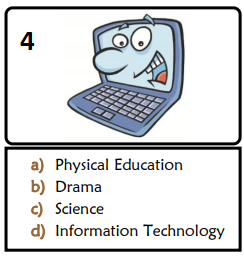 4
a) Physical Education
b) Drama
c) Science
d) Information Technology